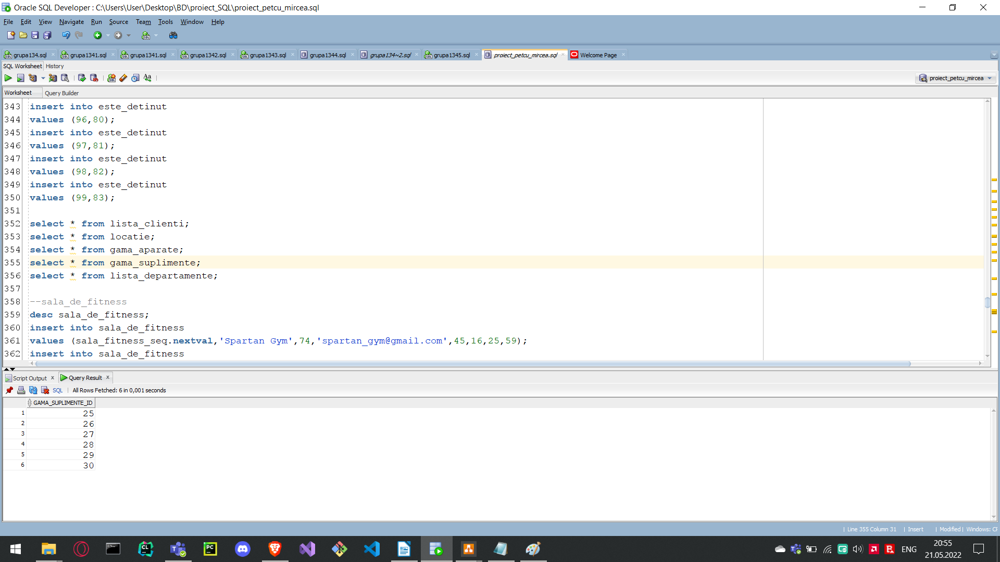 Oracle SQL Developer : C:\Users\User\Desktop\BD\proiect_SQL\proiect_petcu_mircea.sql
File Edit View Navigate Run Source Team Tools Window Help
grupa134.sql grupa1341.sql grupa1341.sql grupa1342.sql grupa1343.sql grupa1344.sql grupa134~2.sql grupa1345.sql proiect_petcu_mircea.sql Welcome Page
SQL Worksheet History
proiect_petcu_mircea
Worksheet Query Builder
343 insert into este_detinut
344 values (96,80);
345 insert into este_detinut
346 values (97,81);
347 insert into este_detinut
348 values (98,82);
349 insert into este_detinut
350 values (99,83);
351
352 select * from lista_clienti;
353 select * from locatie;
354 select * from gama_aparate;
355 select * from gama_suplimente;
356 select * from lista_departamente;
357
358 --sala_de_fitness
359 desc sala_de_fitness;
360 insert into sala_de_fitness
361 values (sala_fitness_seq.nextval,'Spartan Gym',74,'spartan_gym@gmail.com',45,16,25,59);
362 insert into sala_de_fitness
Script Output x Query Result x
SQL All Rows Fetched: 6 in 0,001 seconds
GAMA_SUPLIMENTE_ID
1 25
2 26
3 27
4 28
5 29
6 30
Line 355 Column 31 Insert Modified Windows: CF
ENG 20:55
21.05.2022